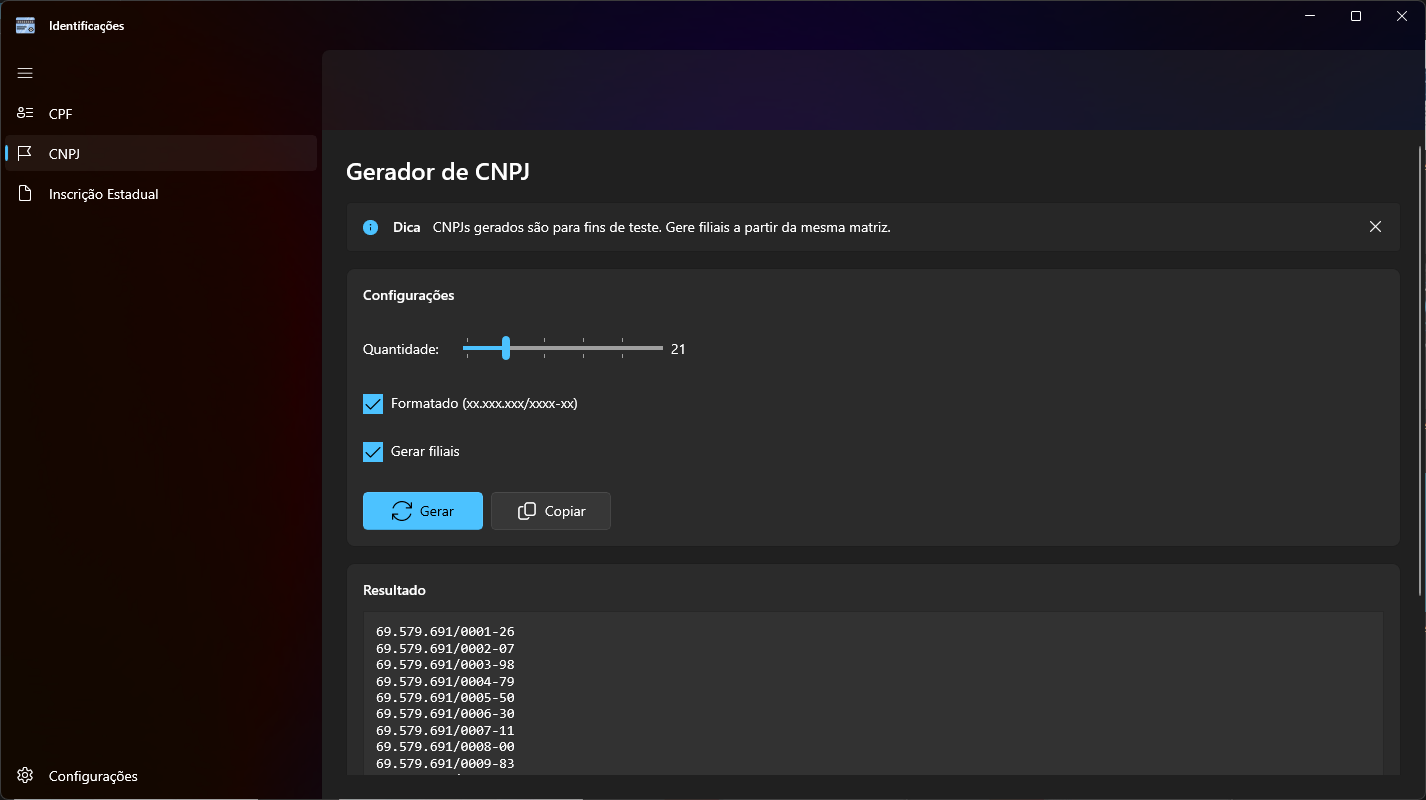 Identificações
CPF
CNPJ
Inscrição Estadual
Configurações
Gerador de CNPJ
Dica CNPJs gerados são para fins de teste. Gere filiais a partir da mesma matriz.
Configurações
Quantidade: 21
Formatado (xx.xxx.xxx/xxxx-xx)
Gerar filiais
Gerar Copiar
Resultado
69.579.691/0001-26
69.579.691/0002-07
69.579.691/0003-98
69.579.691/0004-79
69.579.691/0005-50
69.579.691/0006-30
69.579.691/0007-11
69.579.691/0008-00
69.579.691/0009-83